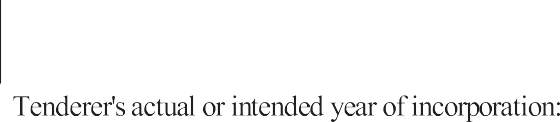 Tenderer's actual or intended year of incorporation: